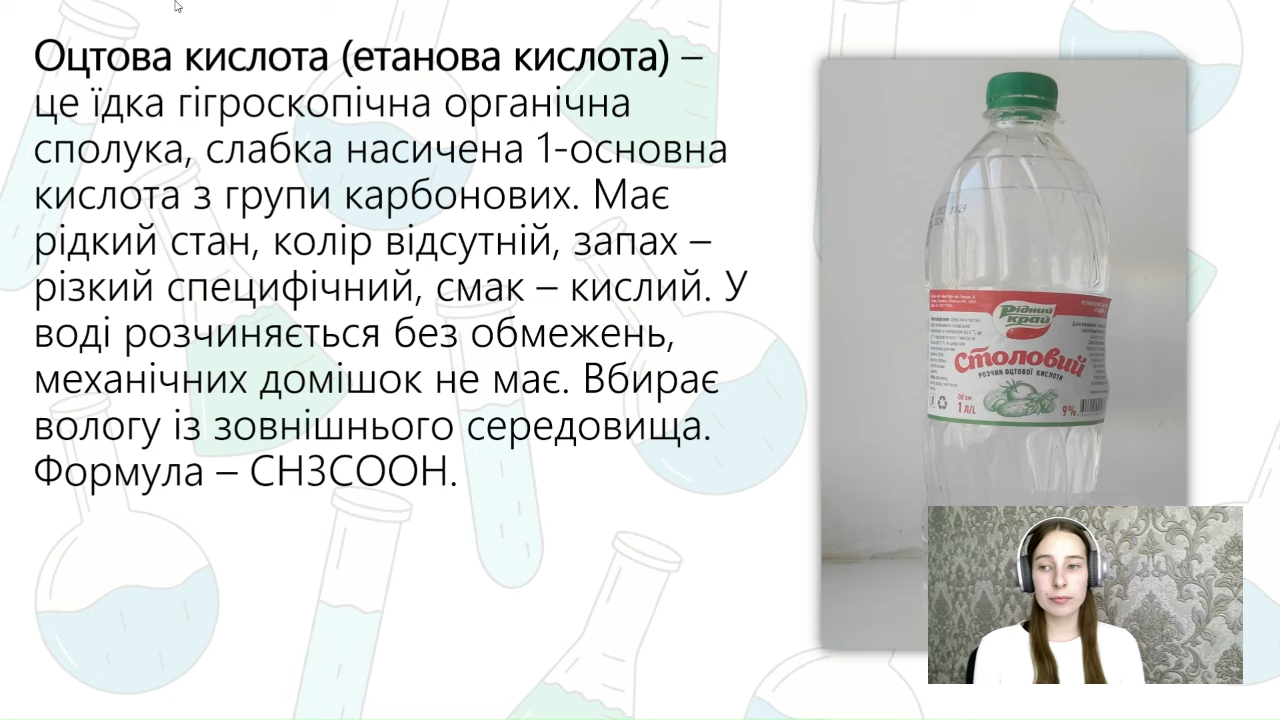 Оцтова кислота (етанова кислота) –
це їдка гігроскопічна органічна
сполука, слабка насичена 1-основна
кислота з групи карбонових. Має
рідкий стан, колір відсутній, запах –
різкий специфічний, смак – кислий. У
воді розчиняється без обмежень,
механічних домішок не має. Вбирає
вологу із зовнішнього середовища.
Формула – CH3COOH.
Рідний
край
Столовий
РОЗЧИН ОЦТОВОЇ КИСЛОТИ
Об'єм
1 л/L
9%